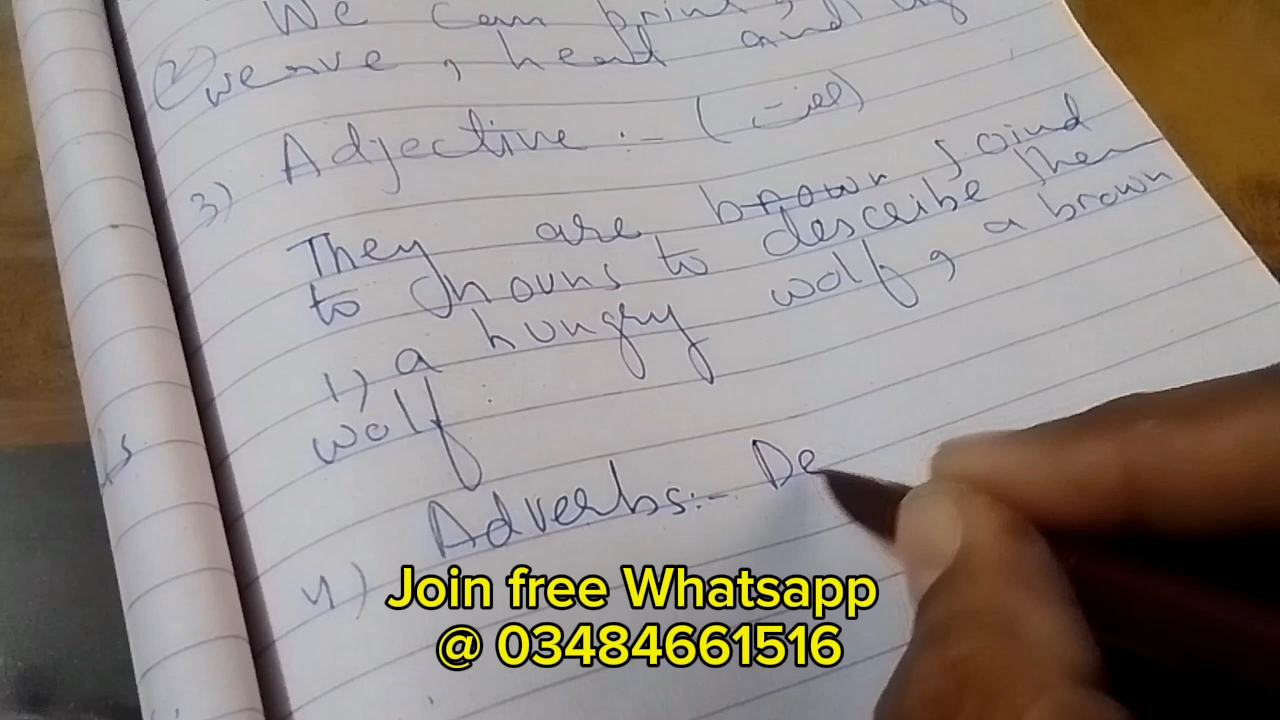 We can
weave, heat and
Adjective :- (صفت)
3)
They are brown joind
to nouns to describe them
1) a hungry wolf, a brown
wolf
Adverbs:- De
4)
Join free Whatsapp
@ 03484661516